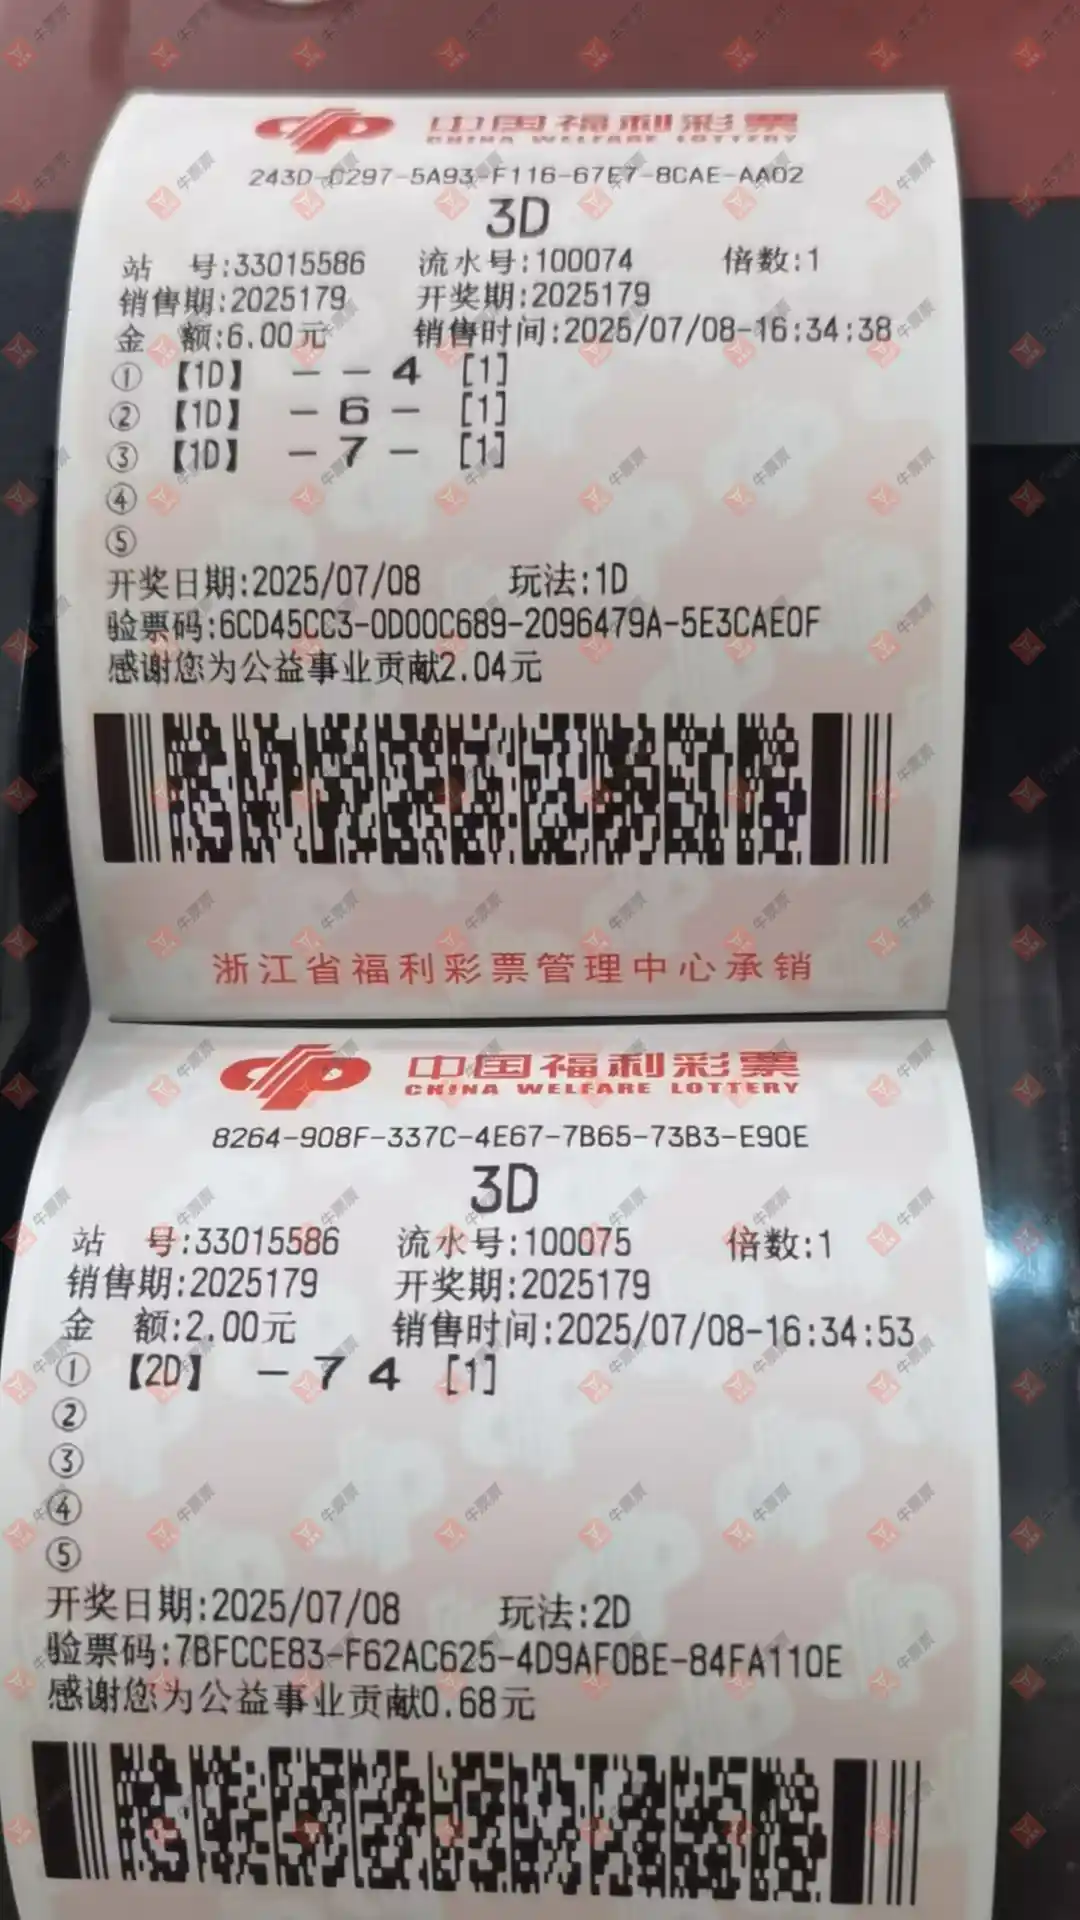 中国福利彩票
CHINA WELFARE LOTTERY
243D-C297-5A93-F116-67E7-8CAE-AA02
3D
站 号:33015586 流水号:100074 倍数:1
销售期:2025179 开奖期:2025179
金 额:6.00元 销售时间:2025/07/08-16:34:38
① 【1D】 - - 4 [1]
② 【1D】 - 6 - [1]
③ 【1D】 - 7 - [1]
④
⑤
开奖日期:2025/07/08 玩法:1D
验票码:6CD45CC3-0D00C689-2096479A-5E3CAE0F
感谢您为公益事业贡献2.04元
浙江省福利彩票管理中心承销
中国福利彩票
CHINA WELFARE LOTTERY
8264-908F-337C-4E67-7B65-73B3-E90E
3D
站 号:33015586 流水号:100075 倍数:1
销售期:2025179 开奖期:2025179
金 额:2.00元 销售时间:2025/07/08-16:34:53
① 【2D】 - 7 4 [1]
②
③
④
⑤
开奖日期:2025/07/08 玩法:2D
验票码:7BFCCE83-F62AC625-4D9AF0BE-84FA110E
感谢您为公益事业贡献0.68元
牛票票